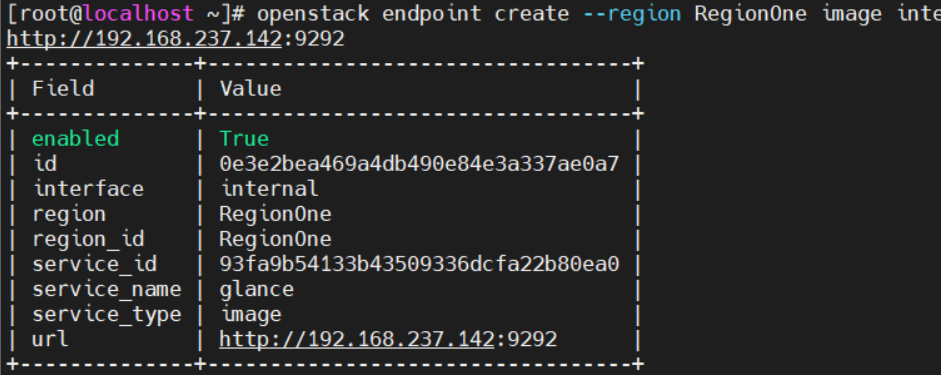 [root@localhost ~]# openstack endpoint create --region RegionOne image inte
http://192.168.237.142:9292
+--------------+----------------------------------+
| Field        | Value                            |
+--------------+----------------------------------+
| enabled      | True                             |
| id           | 0e3e2bea469a4db490e84e3a337ae0a7 |
| interface    | internal                         |
| region       | RegionOne                        |
| region_id    | RegionOne                        |
| service_id   | 93fa9b54133b43509336dcfa22b80ea0 |
| service_name | glance                           |
| service_type | image                            |
| url          | http://192.168.237.142:9292      |
+--------------+----------------------------------+